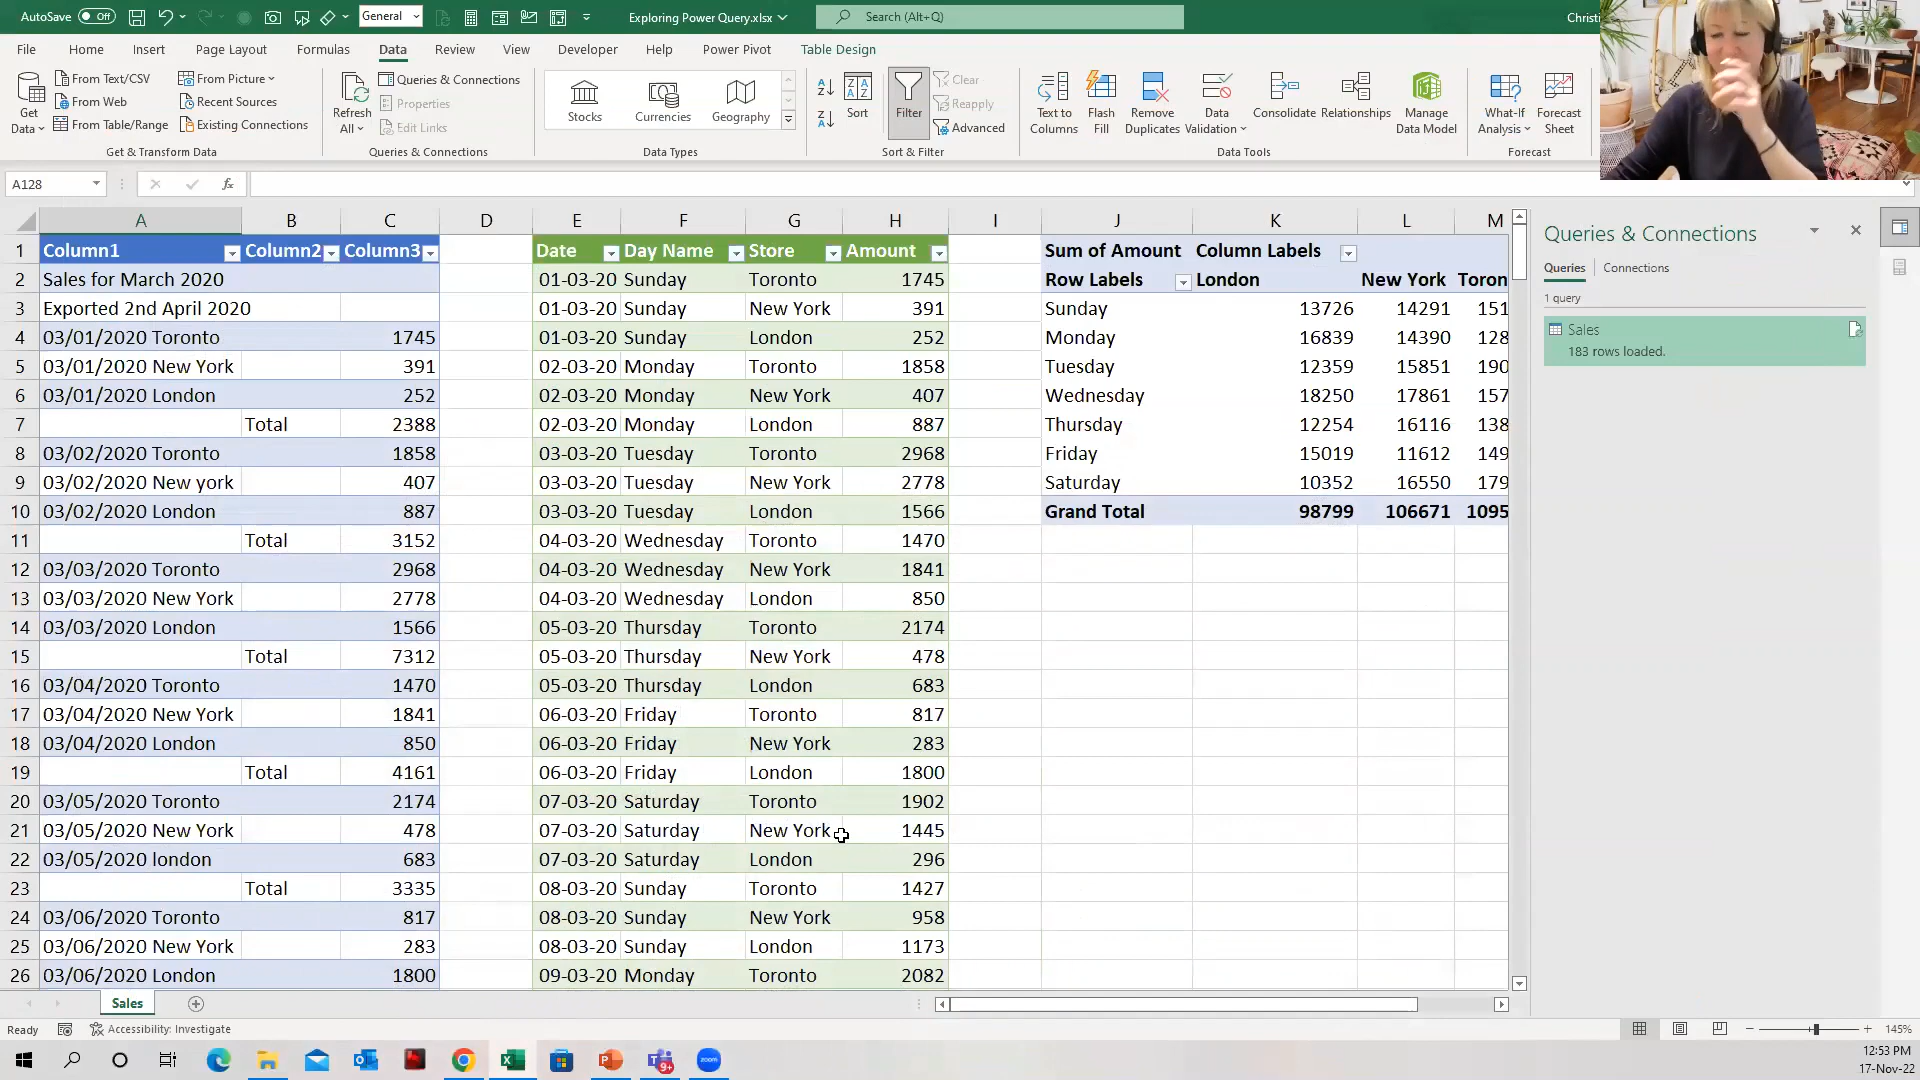 AutoSave Off General Exploring Power Query.xlsx Search (Alt+Q) Christi
File Home Insert Page Layout Formulas Data Review View Developer Help Power Pivot Table Design
Get Data
From Text/CSV
From Web
From Table/Range
From Picture
Recent Sources
Existing Connections
Get & Transform Data
Refresh All
Queries & Connections
Properties
Edit Links
Queries & Connections
Stocks Currencies Geography
Data Types
Sort Filter
Clear
Reapply
Advanced
Sort & Filter
Text to Columns Flash Fill Remove Duplicates Data Validation Consolidate Relationships Manage Data Model
Data Tools
What-If Analysis Forecast Sheet
Forecast
A128 fx
A B C D E F G H I J K L M
1 Column1 Column2 Column3 Date Day Name Store Amount Sum of Amount Column Labels
2 Sales for March 2020 01-03-20 Sunday Toronto 1745 Row Labels London New York Toron
3 Exported 2nd April 2020 01-03-20 Sunday New York 391 Sunday 13726 14291 151
4 03/01/2020 Toronto 1745 01-03-20 Sunday London 252 Monday 16839 14390 128
5 03/01/2020 New York 391 02-03-20 Monday Toronto 1858 Tuesday 12359 15851 190
6 03/01/2020 London 252 02-03-20 Monday New York 407 Wednesday 18250 17861 157
7 Total 2388 02-03-20 Monday London 887 Thursday 12254 16116 138
8 03/02/2020 Toronto 1858 03-03-20 Tuesday Toronto 2968 Friday 15019 11612 149
9 03/02/2020 New york 407 03-03-20 Tuesday New York 2778 Saturday 10352 16550 179
10 03/02/2020 London 887 03-03-20 Tuesday London 1566 Grand Total 98799 106671 1095
11 Total 3152 04-03-20 Wednesday Toronto 1470
12 03/03/2020 Toronto 2968 04-03-20 Wednesday New York 1841
13 03/03/2020 New York 2778 04-03-20 Wednesday London 850
14 03/03/2020 London 1566 05-03-20 Thursday Toronto 2174
15 Total 7312 05-03-20 Thursday New York 478
16 03/04/2020 Toronto 1470 05-03-20 Thursday London 683
17 03/04/2020 New York 1841 06-03-20 Friday Toronto 817
18 03/04/2020 London 850 06-03-20 Friday New York 283
19 Total 4161 06-03-20 Friday London 1800
20 03/05/2020 Toronto 2174 07-03-20 Saturday Toronto 1902
21 03/05/2020 New York 478 07-03-20 Saturday New York 1445
22 03/05/2020 london 683 07-03-20 Saturday London 296
23 Total 3335 08-03-20 Sunday Toronto 1427
24 03/06/2020 Toronto 817 08-03-20 Sunday New York 958
25 03/06/2020 New York 283 08-03-20 Sunday London 1173
26 03/06/2020 London 1800 09-03-20 Monday Toronto 2082
Queries & Connections
Queries Connections
1 query
Sales
183 rows loaded.
Sales
Ready Accessibility: Investigate 145%
9+ zoom
12:53 PM
17-Nov-22